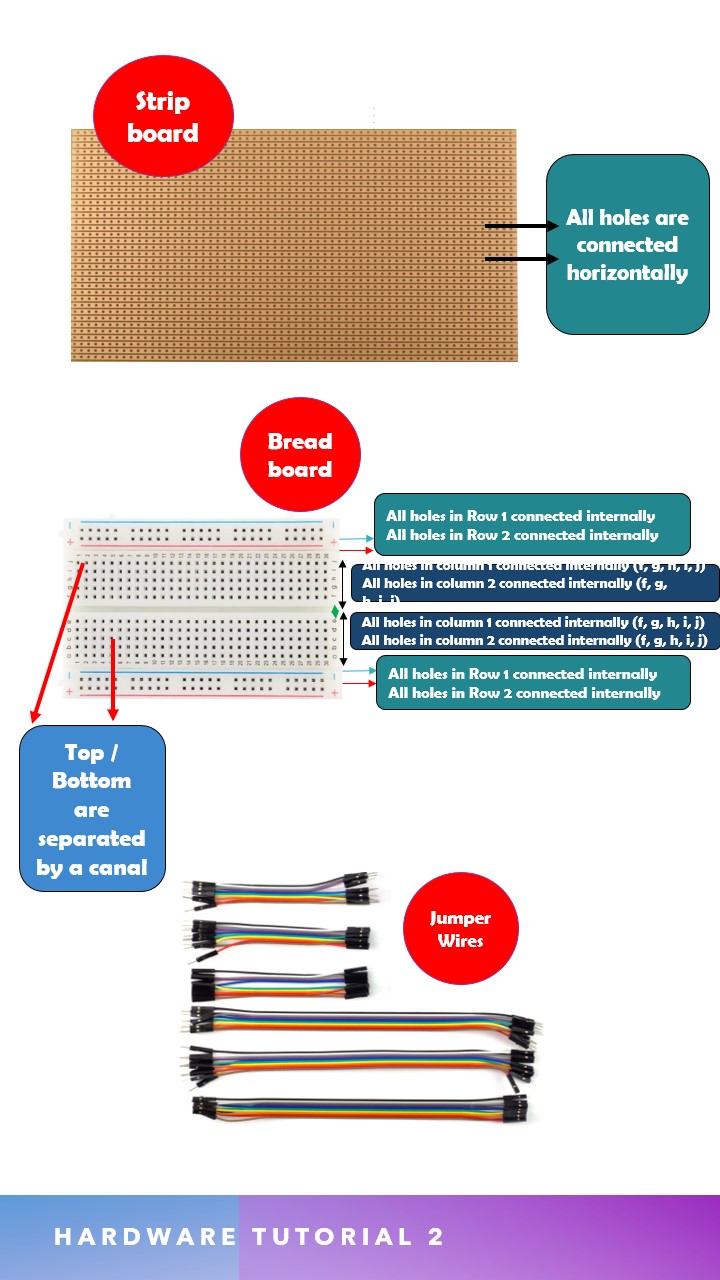 Strip
board
All holes are
connected
horizontally
Bread
board
All holes in Row 1 connected internally
All holes in Row 2 connected internally
All holes in column 1 connected internally (f, g, h, i, j)
All holes in column 2 connected internally (f, g,
h, i, j)
All holes in column 1 connected internally (f, g, h, i, j)
All holes in column 2 connected internally (f, g, h, i, j)
All holes in Row 1 connected internally
All holes in Row 2 connected internally
Top /
Bottom
are
separated
by a canal
Jumper
Wires
HARDWARE TUTORIAL 2